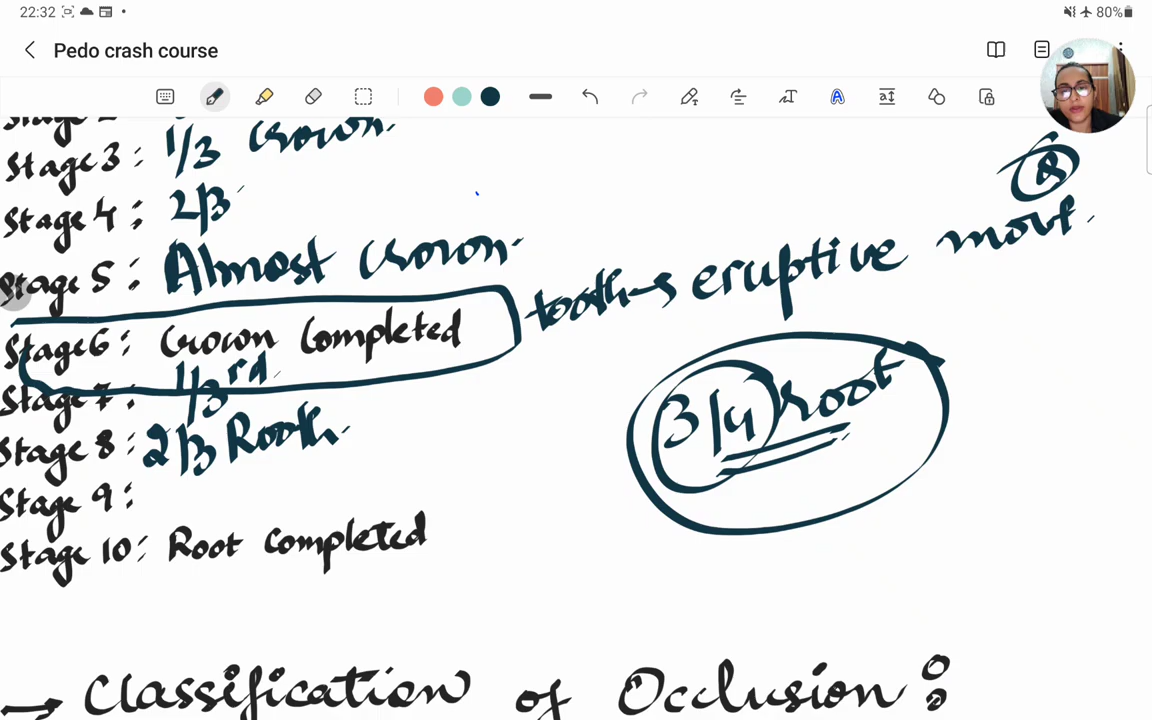 22:32
80%
Pedo crash course
Stage 3: 1/3 Crown.
Stage 4: 2/3
Stage 5: Almost Crown.
Stage 6: Crown Completed
tooth→s eruptive movt.
8
Stage 7: 1/3rd
3/4 root
Stage 8: 2/3 Rooth.
Stage 9:
Stage 10: Root Completed
→ Classification of Occlusion: